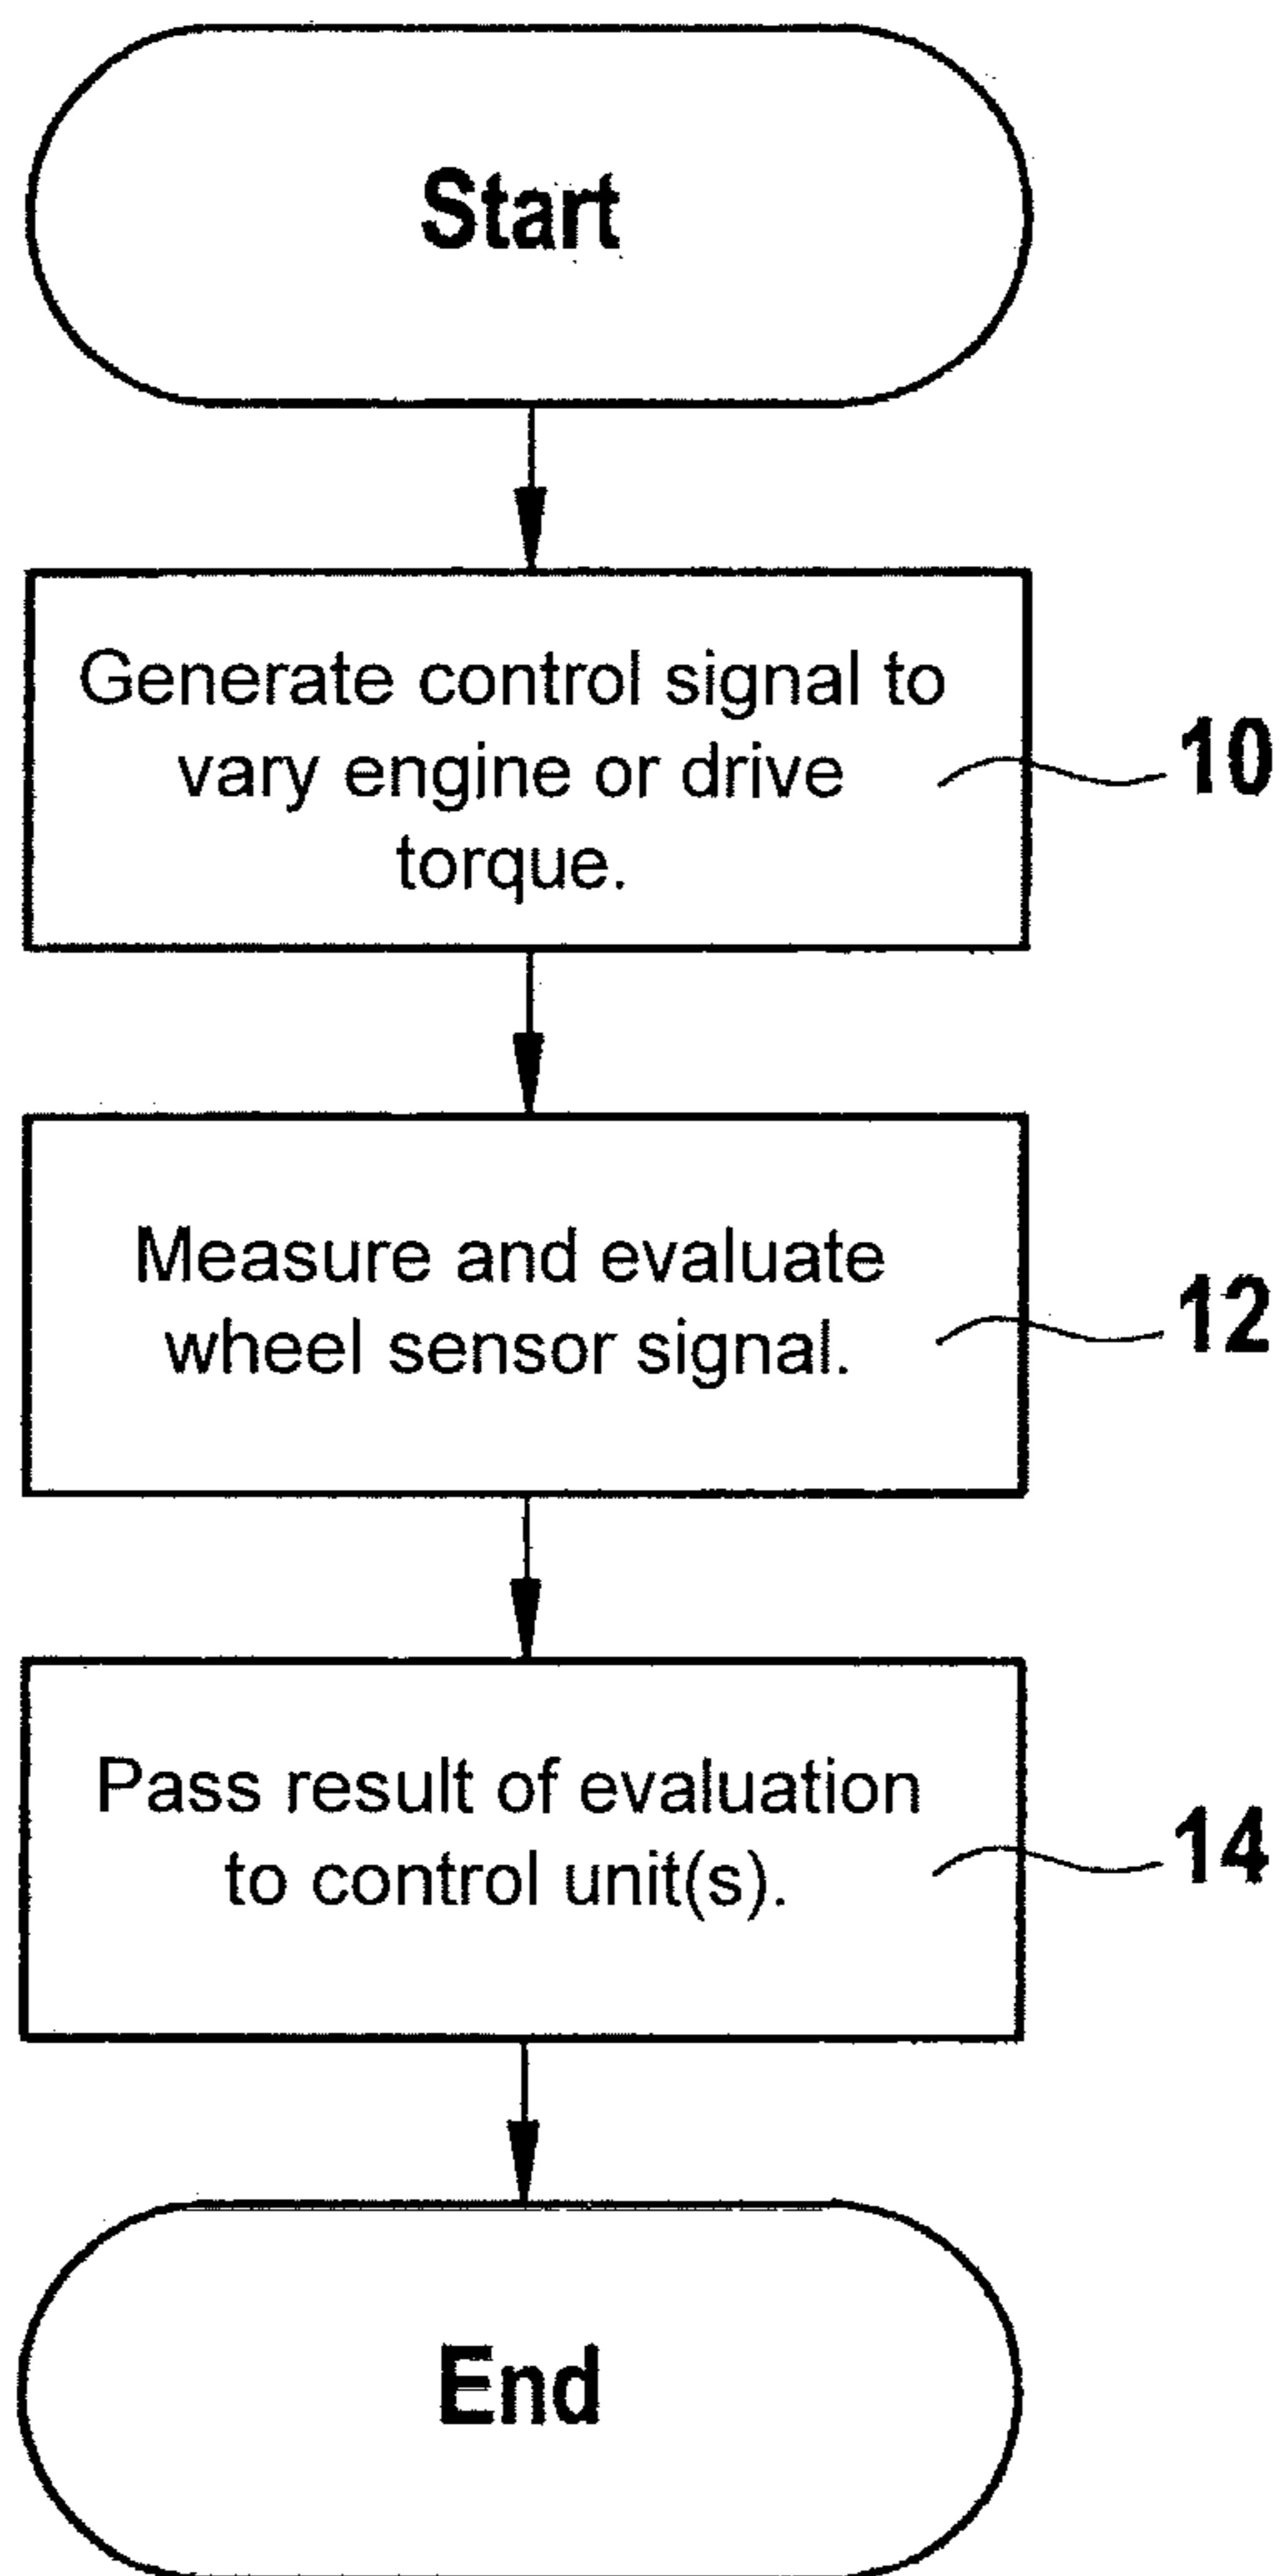 Start
Generate control signal to
vary engine or drive
torque.
10
Measure and evaluate
wheel sensor signal.
12
Pass result of evaluation
to control unit(s).
14
End